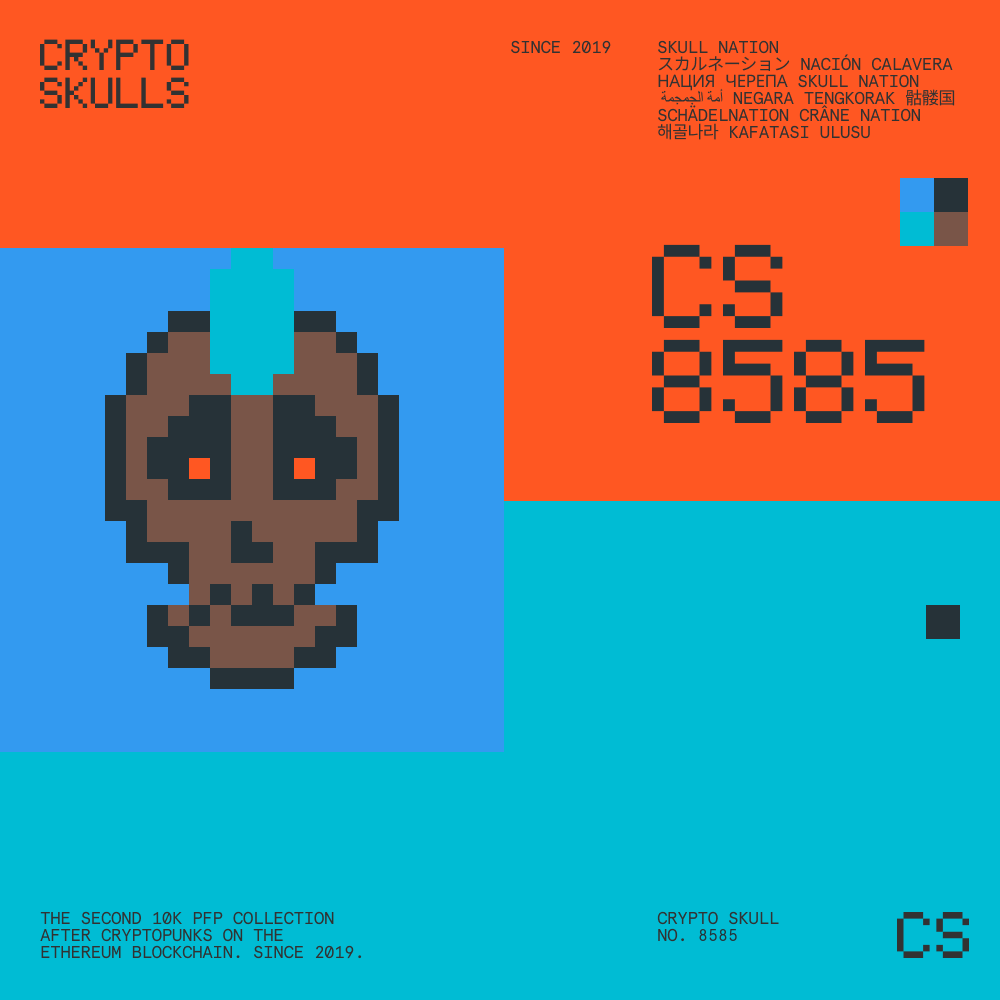 CRYPTO
SKULLS
SINCE 2019
SKULL NATION
スカルネーション NACIÓN CALAVERA
НАЦИЯ ЧЕРЕПА SKULL NATION
أمة الجمجمة NEGARA TENGKORAK 骷髅国
SCHÄDELNATION CRÂNE NATION
해골나라 KAFATASI ULUSU
CS
8585
THE SECOND 10K PFP COLLECTION
AFTER CRYPTOPUNKS ON THE
ETHEREUM BLOCKCHAIN. SINCE 2019.
CRYPTO SKULL
NO. 8585
CS